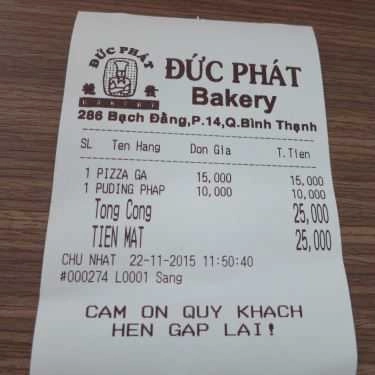 ĐỨC PHÁT
BAKERY
ĐỨC PHÁT
Bakery
286 Bạch Đằng,P.14,Q.Bình Thạnh
SL Ten Hang Don Gia T.Tien
1 PIZZA GA 15,000 15,000
1 PUDING PHAP 10,000 10,000
Tong Cong 25,000
TIEN MAT 25,000
CHU NHAT 22-11-2015 11:50:40
#000274 L0001 Sang
CAM ON QUY KHACH
HEN GAP LAI!